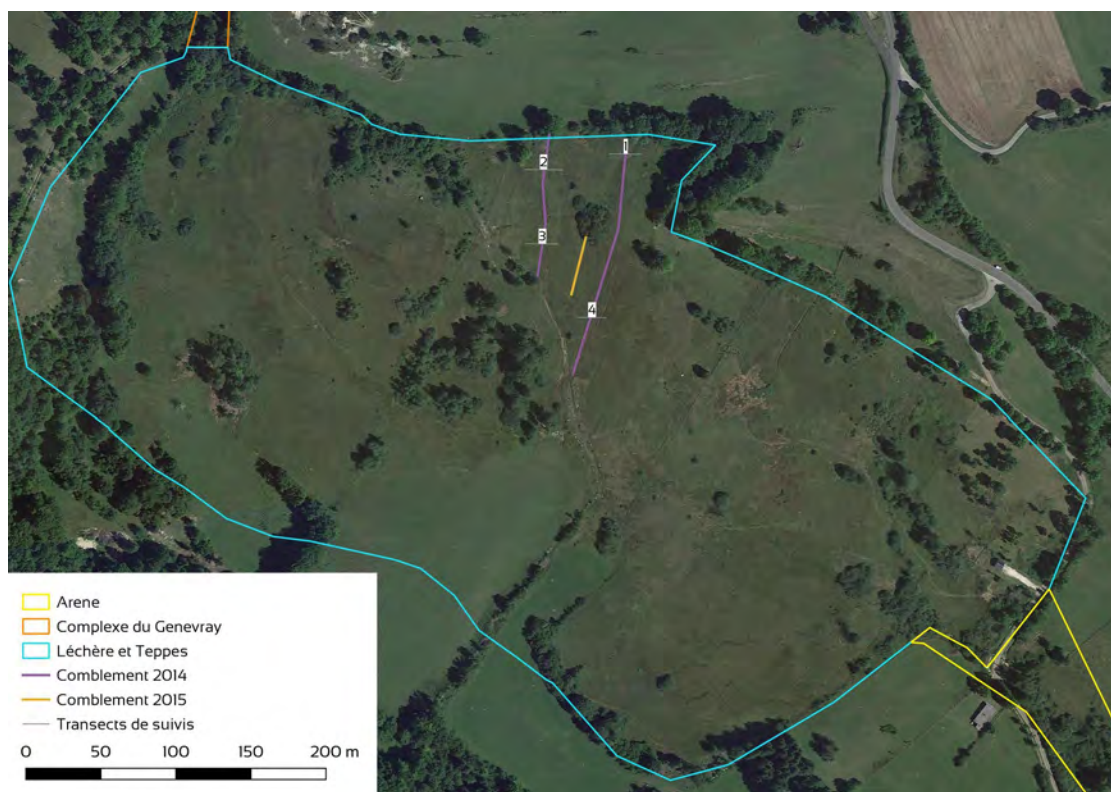 1
2
3
4
Arene
Complexe du Genevray
Léchère et Teppes
Comblement 2014
Comblement 2015
Transects de suivis
0 50 100 150 200 m